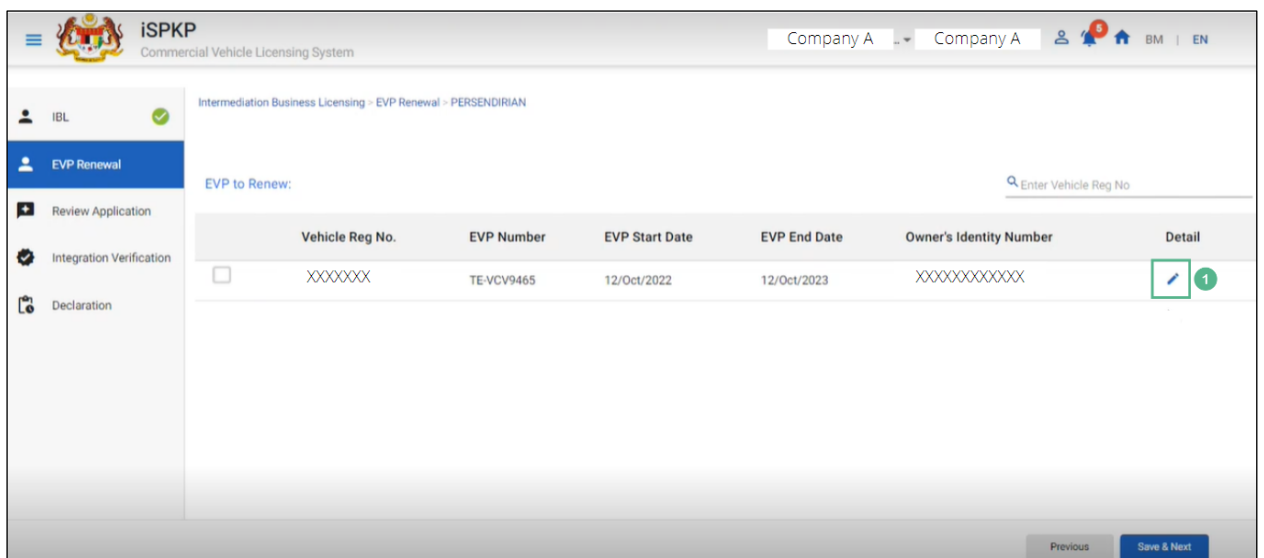 iSPKP
Commercial Vehicle Licensing System
Company A .. Company A 5 BM | EN
IBL
EVP Renewal
Review Application
Integration Verification
Declaration
Intermediation Business Licensing > EVP Renewal > PERSENDIRIAN
EVP to Renew:
Enter Vehicle Reg No
Vehicle Reg No. EVP Number EVP Start Date EVP End Date Owner's Identity Number Detail
XXXXXXX TE-VCV9465 12/Oct/2022 12/Oct/2023 XXXXXXXXXXXX 1
Previous Save & Next